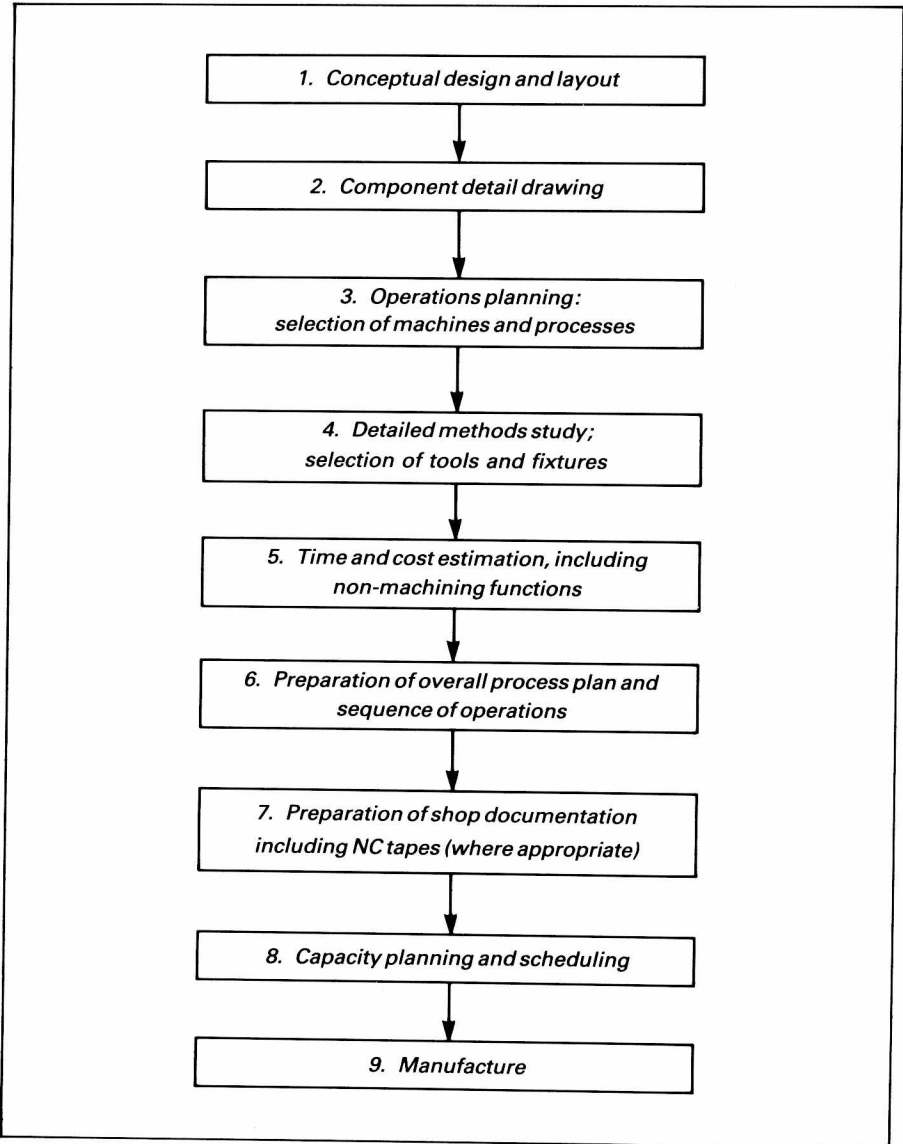 1. Conceptual design and layout
2. Component detail drawing
3. Operations planning:
selection of machines and processes
4. Detailed methods study;
selection of tools and fixtures
5. Time and cost estimation, including
non-machining functions
6. Preparation of overall process plan and
sequence of operations
7. Preparation of shop documentation
including NC tapes (where appropriate)
8. Capacity planning and scheduling
9. Manufacture